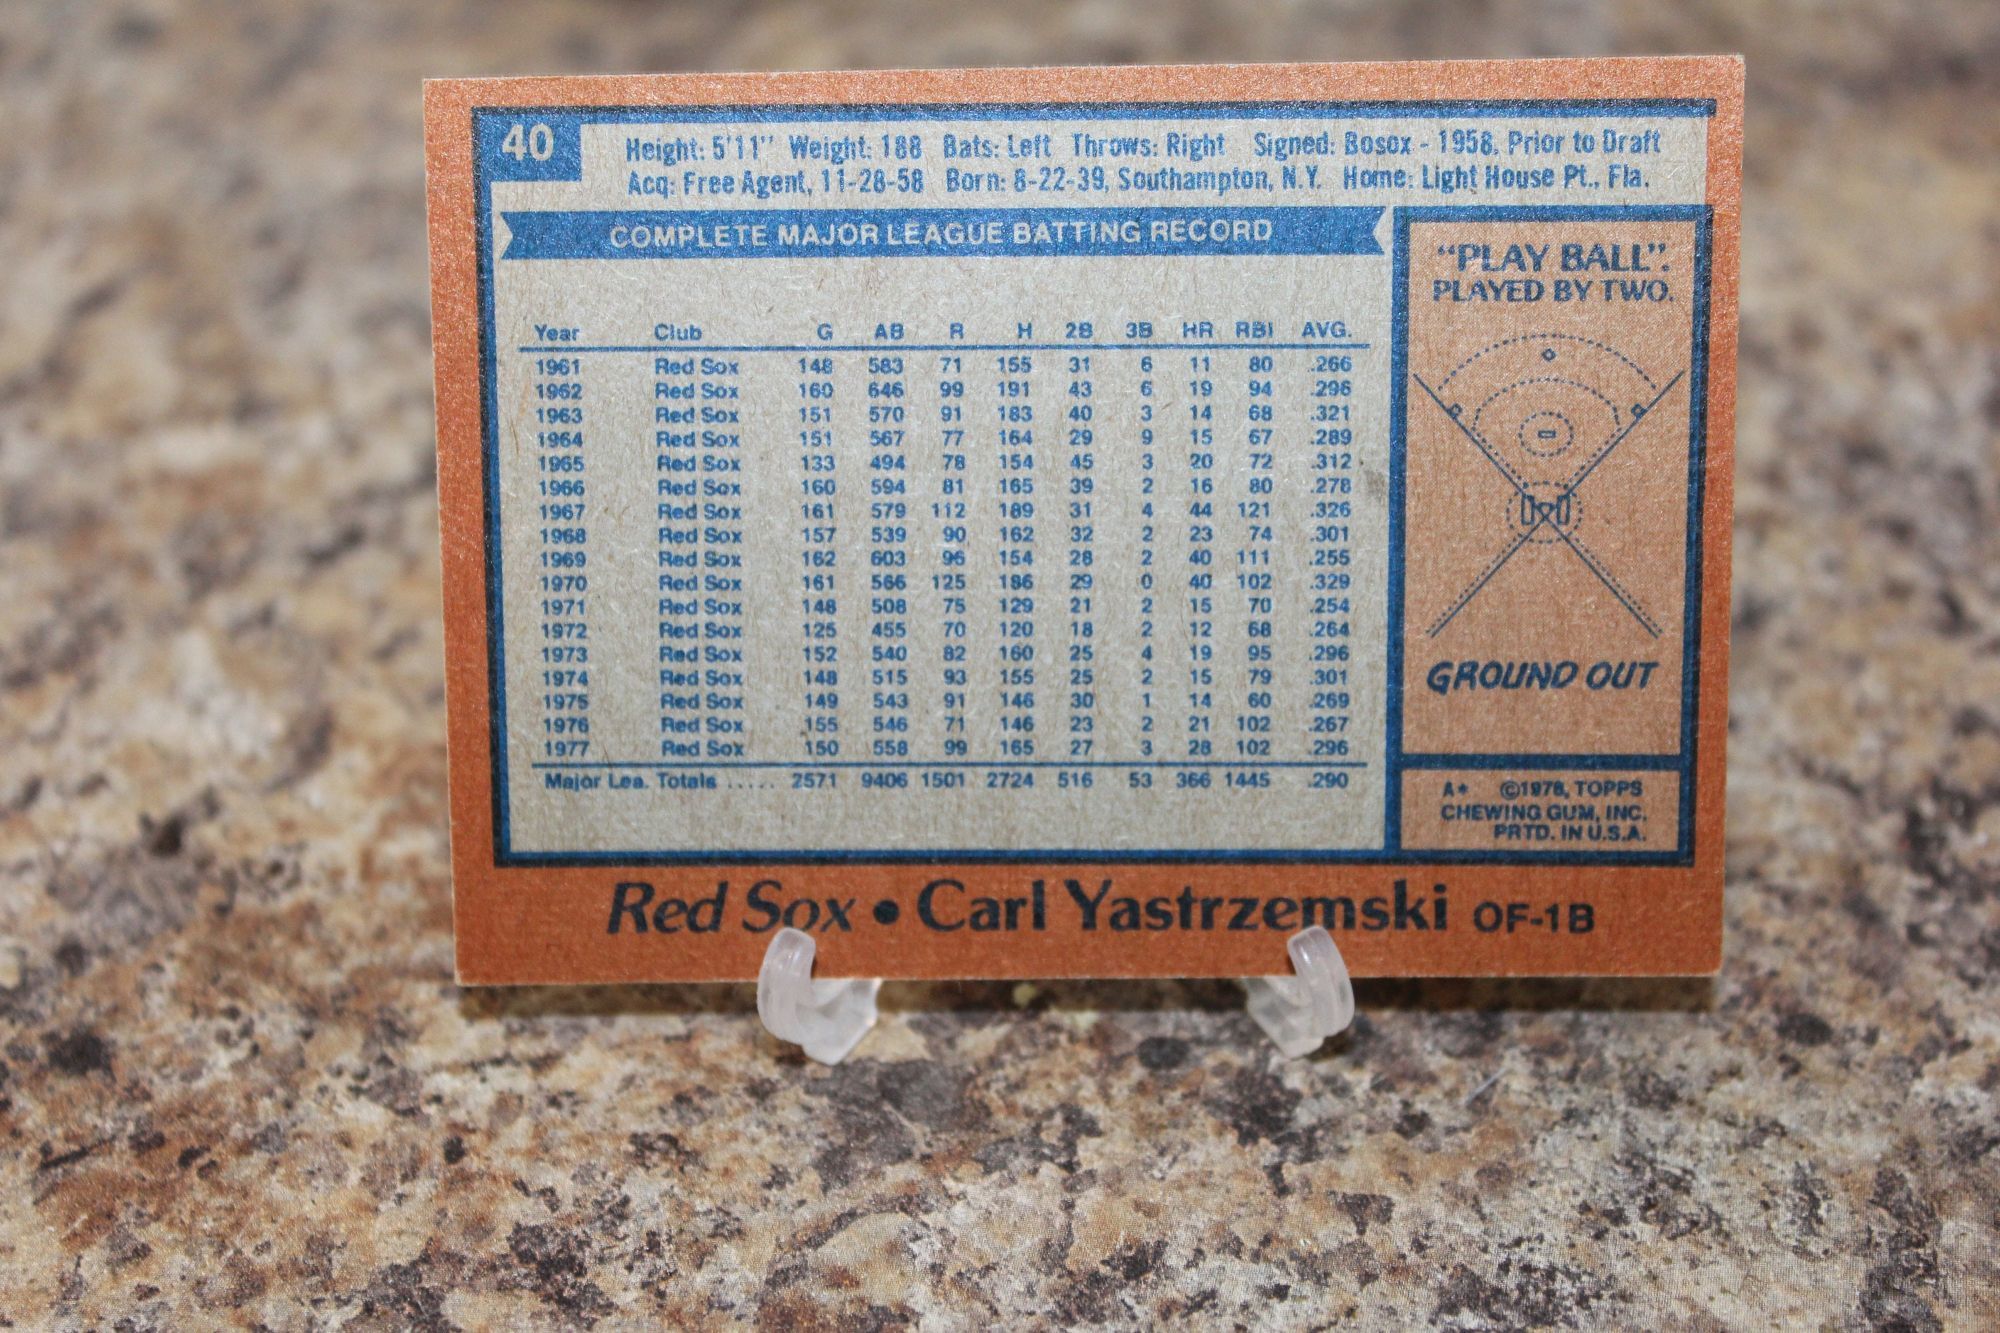 40
Height: 5'11" Weight: 188 Bats: Left Throws: Right Signed: Bosox - 1958, Prior to Draft
Acq: Free Agent, 11-28-58 Born: 8-22-39, Southampton, N.Y. Home: Light House Pt., Fla.
COMPLETE MAJOR LEAGUE BATTING RECORD
Year Club G AB R H 2B 3B HR RBI AVG.
1961 Red Sox 148 583 71 155 31 6 11 80 .266
1962 Red Sox 160 646 99 191 43 6 19 94 .296
1963 Red Sox 151 570 91 183 40 3 14 68 .321
1964 Red Sox 151 567 77 164 29 9 15 67 .289
1965 Red Sox 133 494 78 154 45 3 20 72 .312
1966 Red Sox 160 594 81 165 39 2 16 80 .278
1967 Red Sox 161 579 112 189 31 4 44 121 .326
1968 Red Sox 157 539 90 162 32 2 23 74 .301
1969 Red Sox 162 603 96 154 28 2 40 111 .255
1970 Red Sox 161 566 125 186 29 0 40 102 .329
1971 Red Sox 148 508 75 129 21 2 15 70 .254
1972 Red Sox 125 455 70 120 18 2 12 68 .264
1973 Red Sox 152 540 82 160 25 4 19 95 .296
1974 Red Sox 148 515 93 155 25 2 15 79 .301
1975 Red Sox 149 543 91 146 30 1 14 60 .269
1976 Red Sox 155 546 71 146 23 2 21 102 .267
1977 Red Sox 150 558 99 165 27 3 28 102 .296
Major Lea. Totals ..... 2571 9406 1501 2724 516 53 366 1445 .290
"PLAY BALL".
PLAYED BY TWO.
GROUND OUT
A* ©1978, TOPPS
CHEWING GUM, INC.
PRTD. IN U.S.A.
Red Sox • Carl Yastrzemski OF-1B